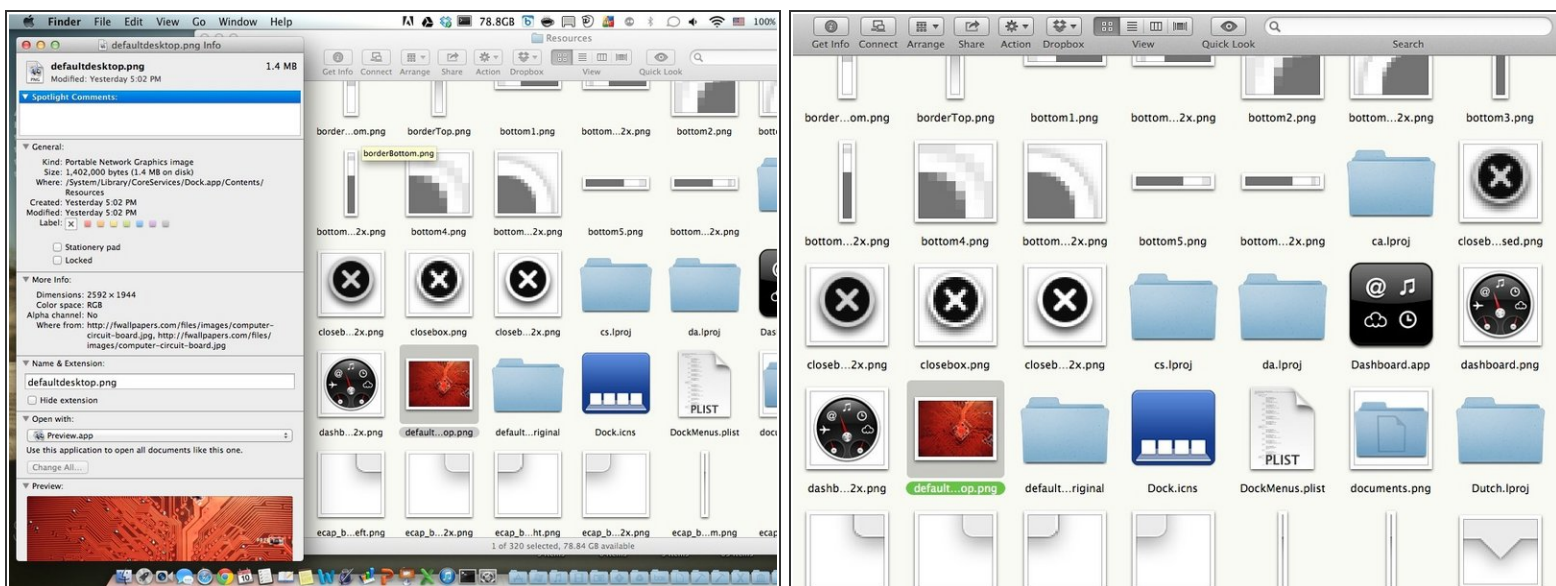 Finder File Edit View Go Window Help 78.8GB 100%
defaultdesktop.png Info
Resources
defaultdesktop.png 1.4 MB
Modified: Yesterday 5:02 PM
Spotlight Comments:
General:
Kind: Portable Network Graphics image
Size: 1,402,000 bytes (1.4 MB on disk)
Where: /System/Library/CoreServices/Dock.app/Contents/
Resources
Created: Yesterday 5:02 PM
Modified: Yesterday 5:02 PM
Label:
Stationery pad
Locked
More Info:
Dimensions: 2592 × 1944
Color space: RGB
Alpha channel: No
Where from: http://fwallpapers.com/files/images/computer-
circuit-board.jpg, http://fwallpapers.com/files/
images/computer-circuit-board.jpg
Name & Extension:
defaultdesktop.png
Hide extension
Open with:
Preview.app
Use this application to open all documents like this one.
Change All...
Preview:
Get Info Connect Arrange Share Action Dropbox View Quick Look
border...om.png borderTop.png bottom1.png bottom...2x.png bottom2.png
borderBottom.png
bottom...2x.png bottom4.png bottom...2x.png bottom5.png bottom...2x.png
closeb...2x.png closebox.png closeb...2x.png cs.lproj da.lproj Das
PLIST
dashb...2x.png default...op.png default...riginal Dock.icns DockMenus.plist docu
ecap_b...eft.png ecap_b...2x.png ecap_b...ht.png ecap_b...2x.png ecap_b...m.png
1 of 320 selected, 78.84 GB available
Get Info Connect Arrange Share Action Dropbox View Quick Look Search
border...om.png borderTop.png bottom1.png bottom...2x.png bottom2.png bottom...2x.png bottom3.png
bottom...2x.png bottom4.png bottom...2x.png bottom5.png bottom...2x.png ca.lproj closeb...sed.png
closeb...2x.png closebox.png closeb...2x.png cs.lproj da.lproj Dashboard.app dashboard.png
PLIST
dashb...2x.png default...op.png default...riginal Dock.icns DockMenus.plist documents.png Dutch.lproj